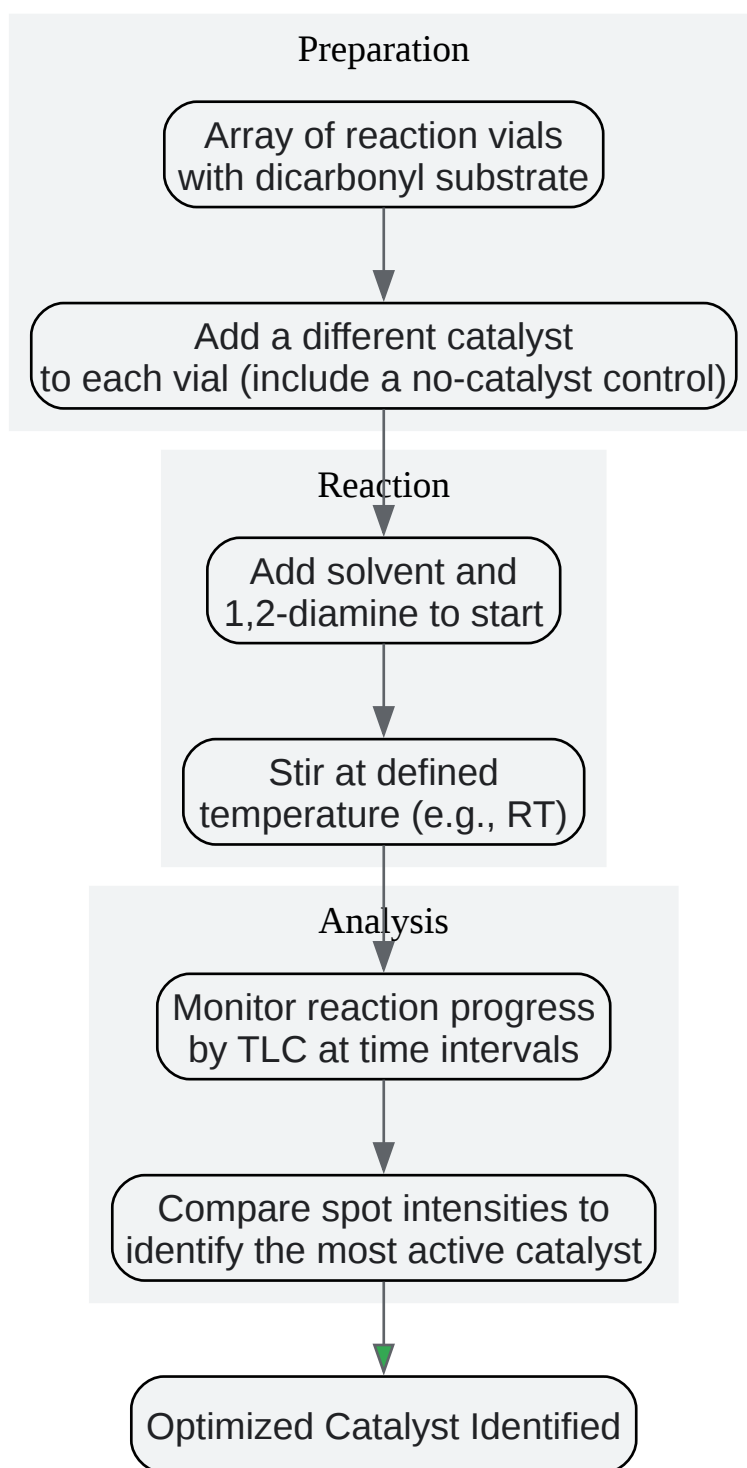 Preparation
Array of reaction vials
with dicarbonyl substrate
Add a different catalyst
to each vial (include a no-catalyst control)
Reaction
Add solvent and
1,2-diamine to start
Stir at defined
temperature (e.g., RT)
Analysis
Monitor reaction progress
by TLC at time intervals
Compare spot intensities to
identify the most active catalyst
Optimized Catalyst Identified